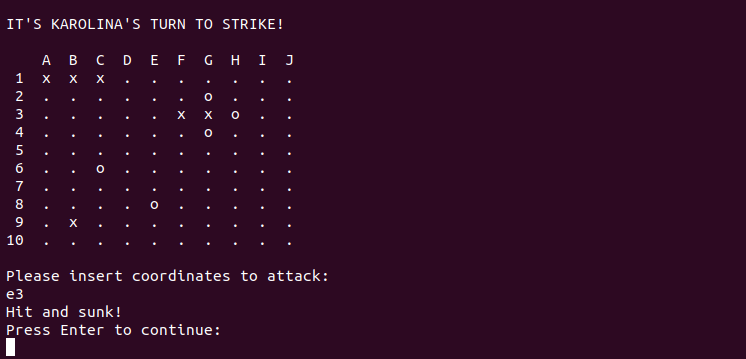 IT'S KAROLINA'S TURN TO STRIKE!
A B C D E F G H I J
1 x x x . . . . . . .
2 . . . . . . o . . .
3 . . . . . x x o . .
4 . . . . . . o . . .
5 . . . . . . . . . .
6 . . o . . . . . . .
7 . . . . . . . . . .
8 . . . . o . . . . .
9 . x . . . . . . . .
10 . . . . . . . . . .
Please insert coordinates to attack:
e3
Hit and sunk!
Press Enter to continue: